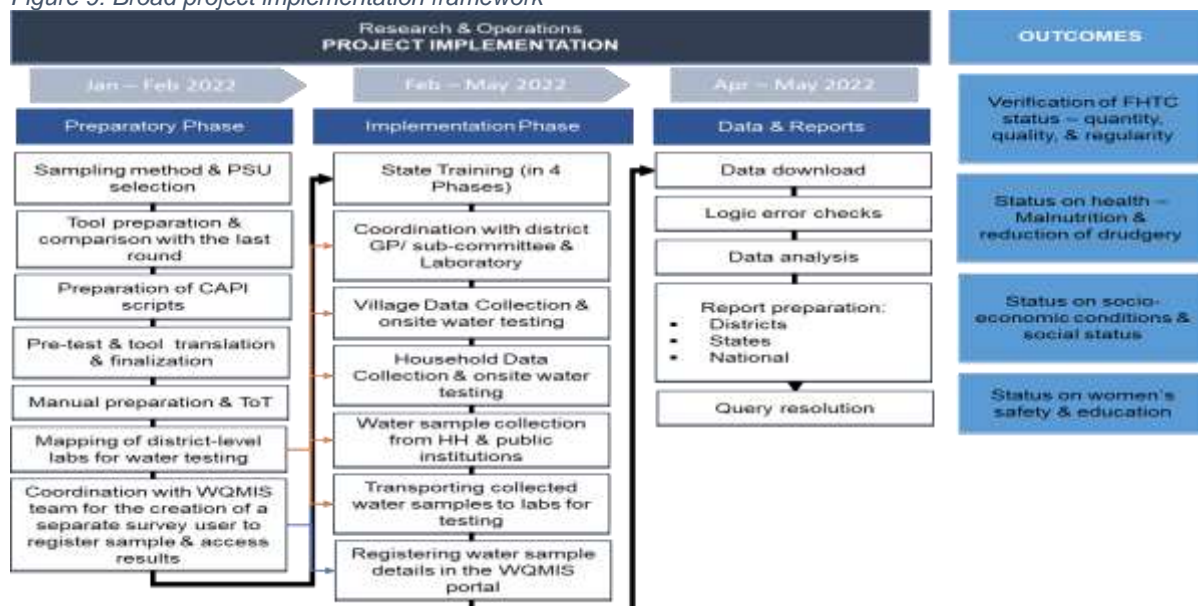 Figure 9: Broad project implementation framework
Research & Operations
PROJECT IMPLEMENTATION
Jan – Feb 2022
Feb – May 2022
Apr – May 2022
Preparatory Phase
Implementation Phase
Data & Reports
Sampling method & PSU
selection
Tool preparation &
comparison with the last
round
Preparation of CAPI
scripts
Pre-test & tool translation
& finalization
Manual preparation & ToT
Mapping of district-level
labs for water testing
Coordination with WQMIS
team for the creation of a
separate survey user to
register sample & access
results
State Training (in 4
Phases)
Coordination with district
GP/ sub-committee &
Laboratory
Village Data Collection &
onsite water testing
Household Data
Collection & onsite water
testing
Water sample collection
from HH & public
institutions
Transporting collected
water samples to labs for
testing
Registering water sample
details in the WQMIS
portal
Data download
Logic error checks
Data analysis
Report preparation:
▪ Districts
▪ States
▪ National
Query resolution
OUTCOMES
Verification of FHTC
status – quantity,
quality, & regularity
Status on health –
Malnutrition &
reduction of drudgery
Status on socio-
economic conditions &
social status
Status on women's
safety & education